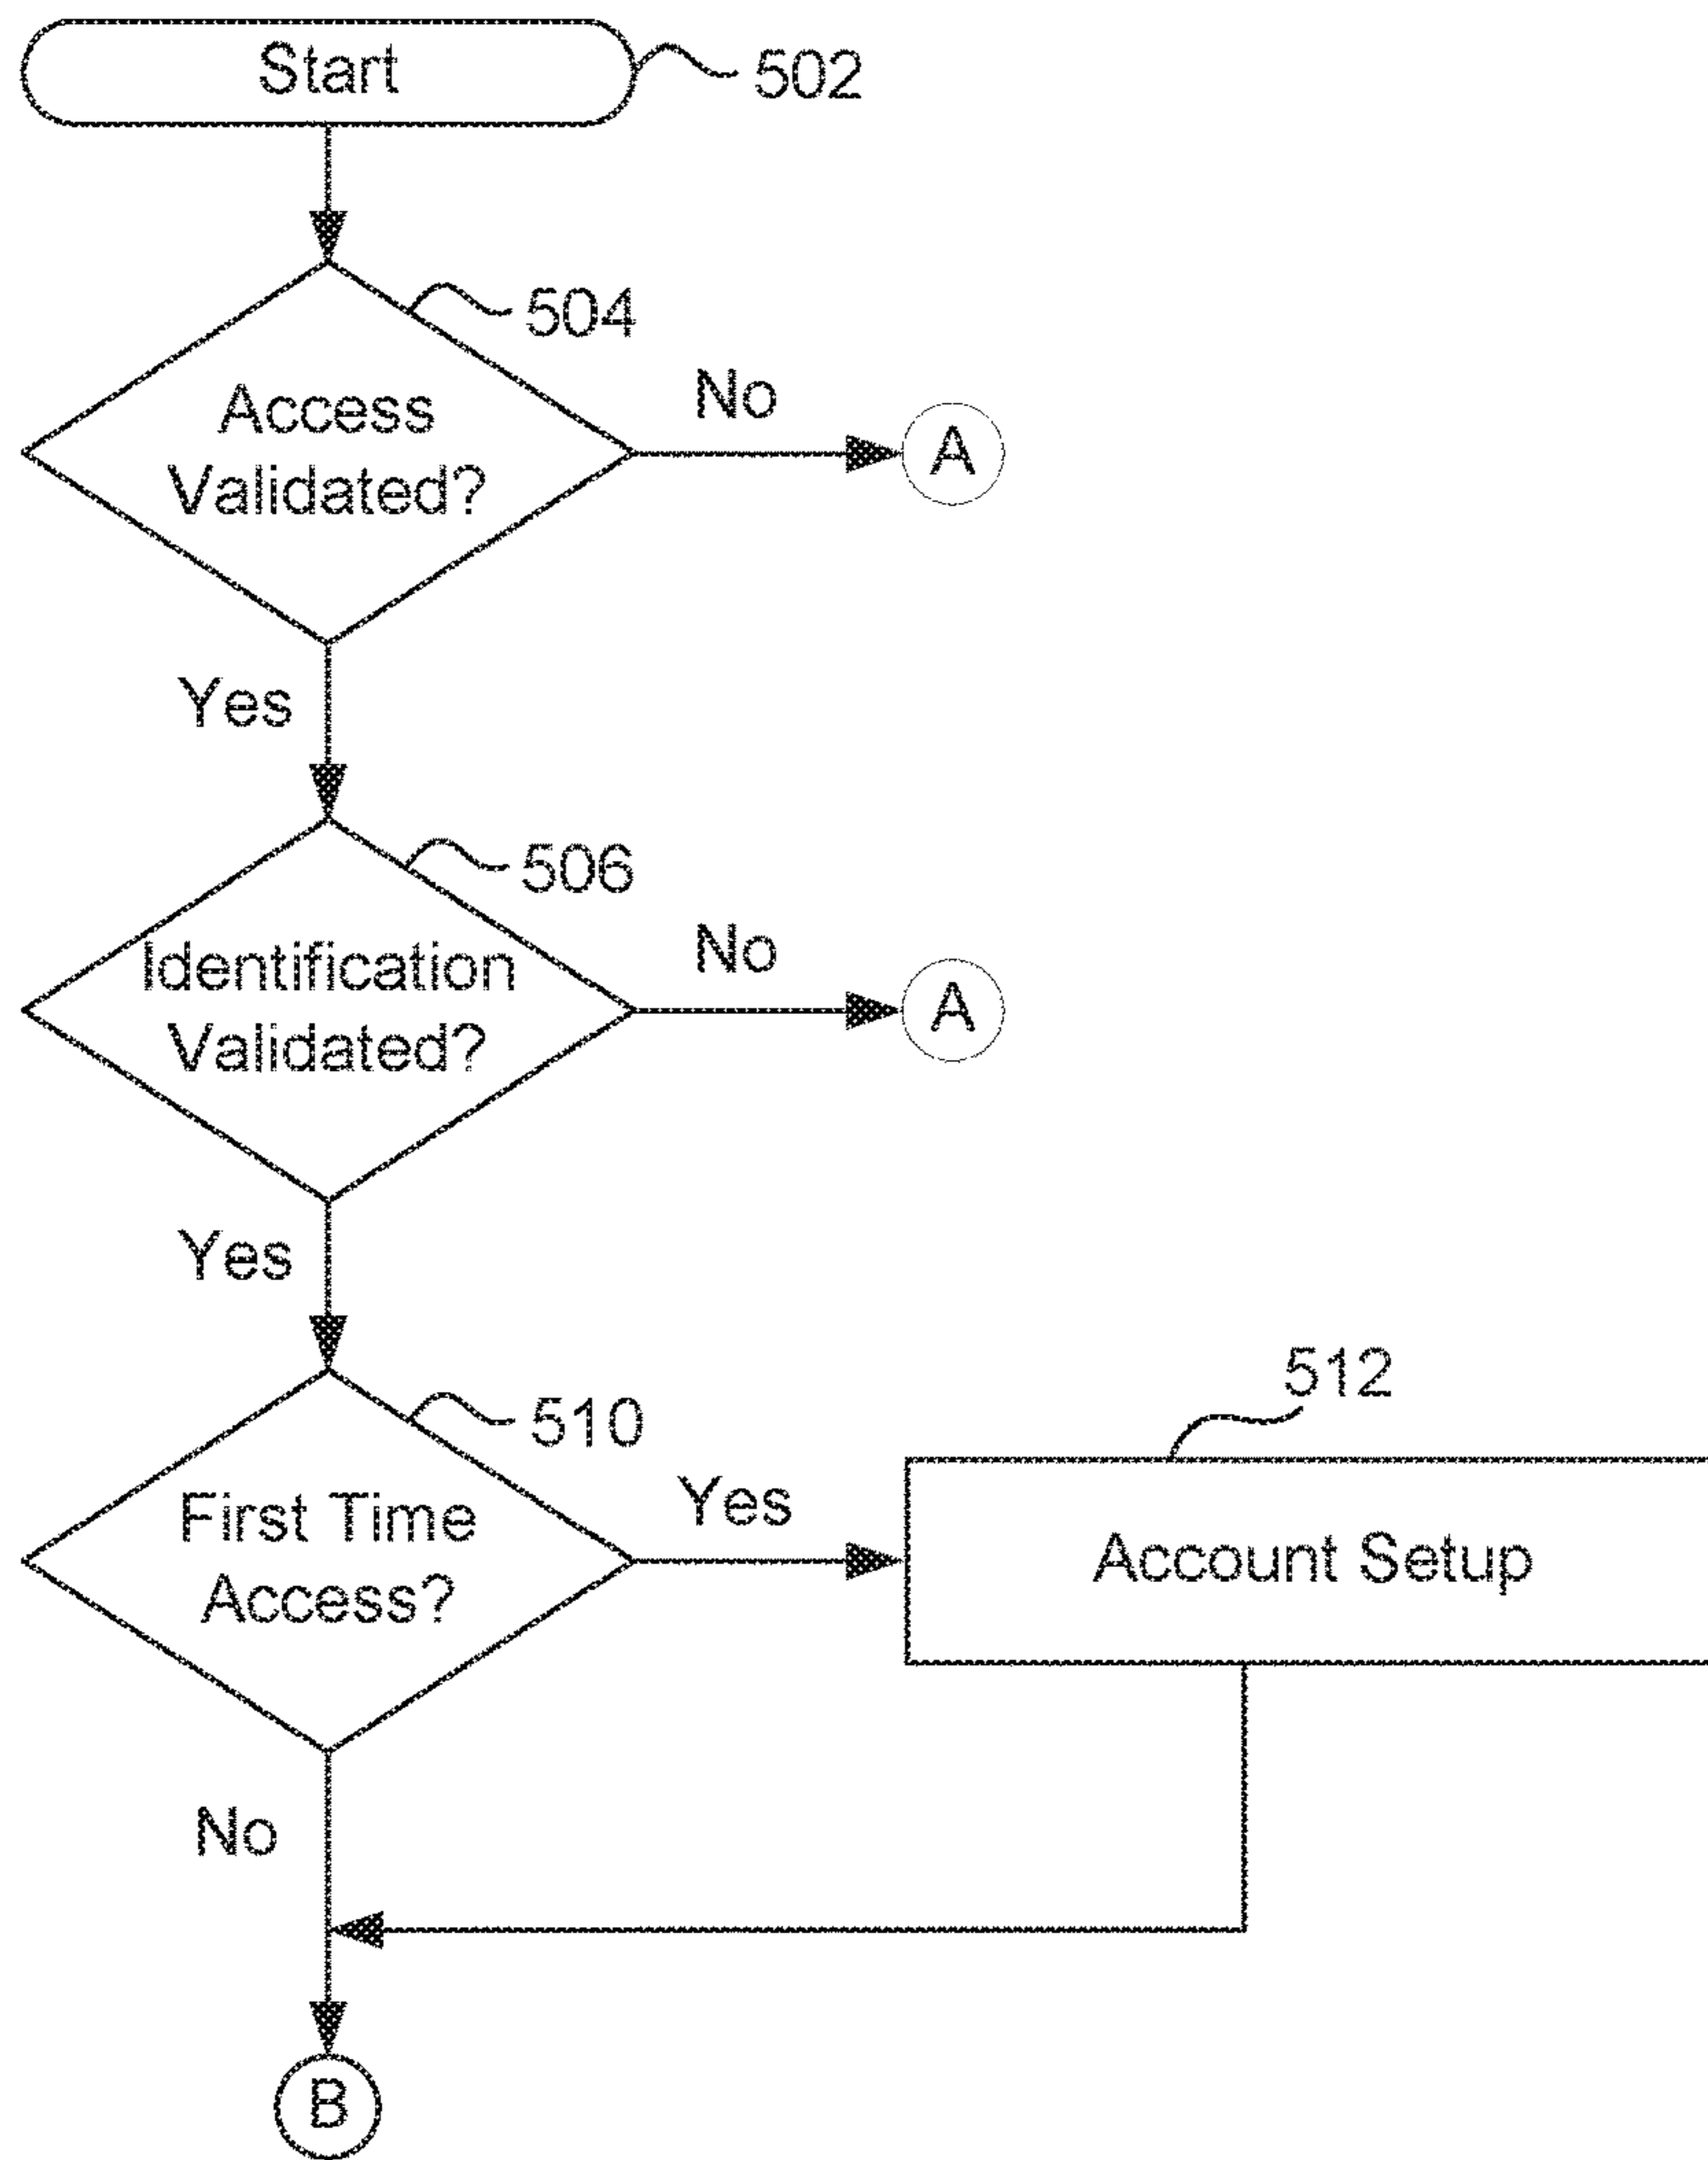 Start
502
504
Access
Validated?
No
A
Yes
506
Identification
Validated?
No
A
Yes
510
512
First Time
Access?
Yes
Account Setup
No
B